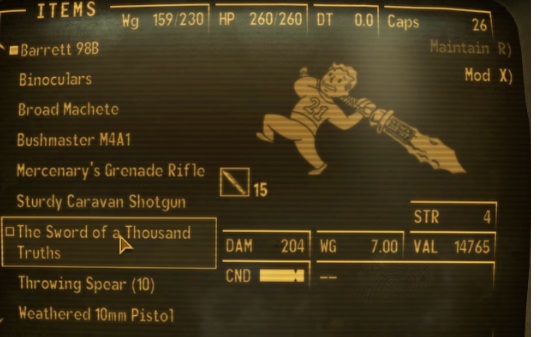 ITEMS
Wg 159/230 HP 260/260 DT 0.0 Caps 26
Barrett 98B
Maintain R)
Binoculars
Mod X)
Broad Machete
21
Bushmaster M4A1
Mercenary's Grenade Rifle
15
Sturdy Caravan Shotgun
STR 4
The Sword of a Thousand
Truths
DAM 204 WG 7.00 VAL 14765
CND --
Throwing Spear (10)
Weathered 10mm Pistol